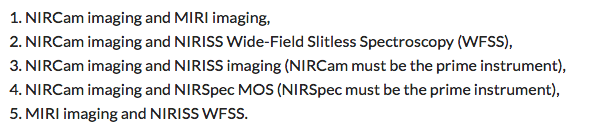 1. NIRCam imaging and MIRI imaging,
2. NIRCam imaging and NIRISS Wide-Field Slitless Spectroscopy (WFSS),
3. NIRCam imaging and NIRISS imaging (NIRCam must be the prime instrument),
4. NIRCam imaging and NIRSpec MOS (NIRSpec must be the prime instrument),
5. MIRI imaging and NIRISS WFSS.